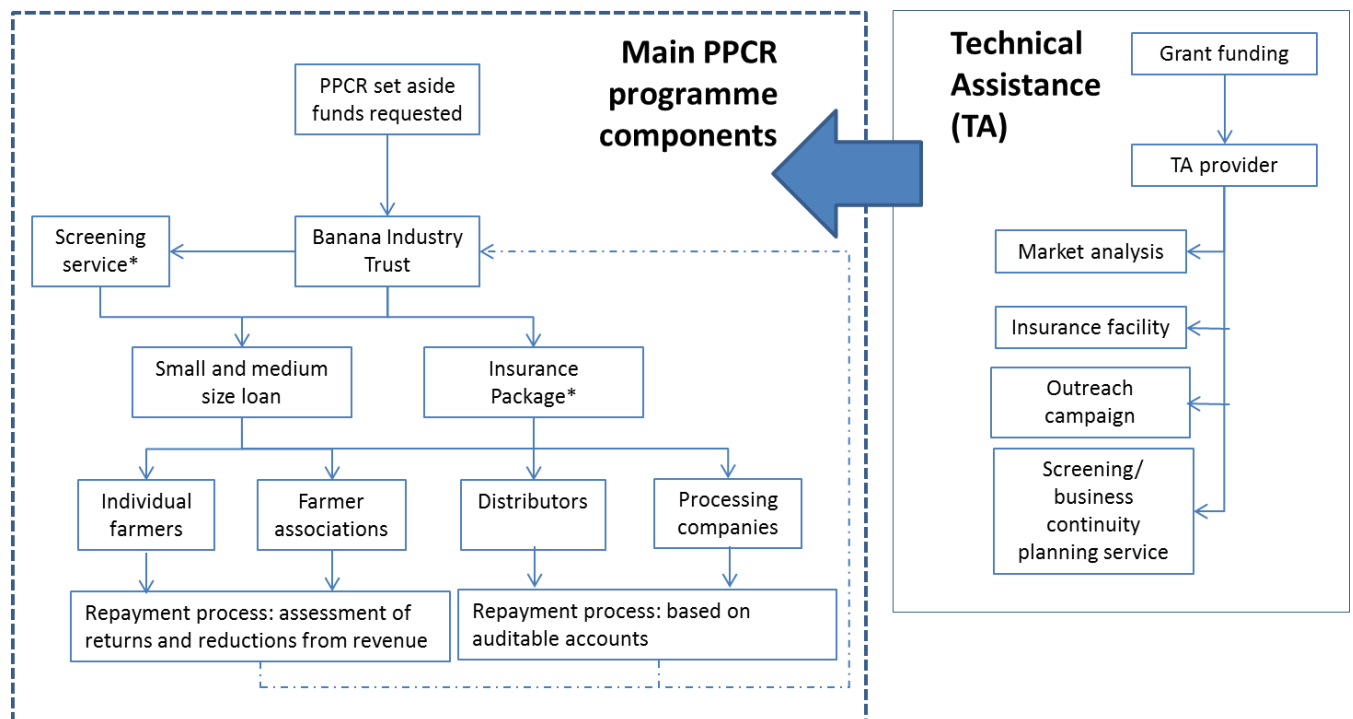 Main PPCR
programme
components
PPCR set aside
funds requested
Screening
service*
Banana Industry
Trust
Small and medium
size loan
Insurance
Package*
Individual
farmers
Farmer
associations
Distributors
Processing
companies
Repayment process: assessment of
returns and reductions from revenue
Repayment process: based on
auditable accounts
Technical
Assistance
(TA)
Grant funding
TA provider
Market analysis
Insurance facility
Outreach
campaign
Screening/
business
continuity
planning service